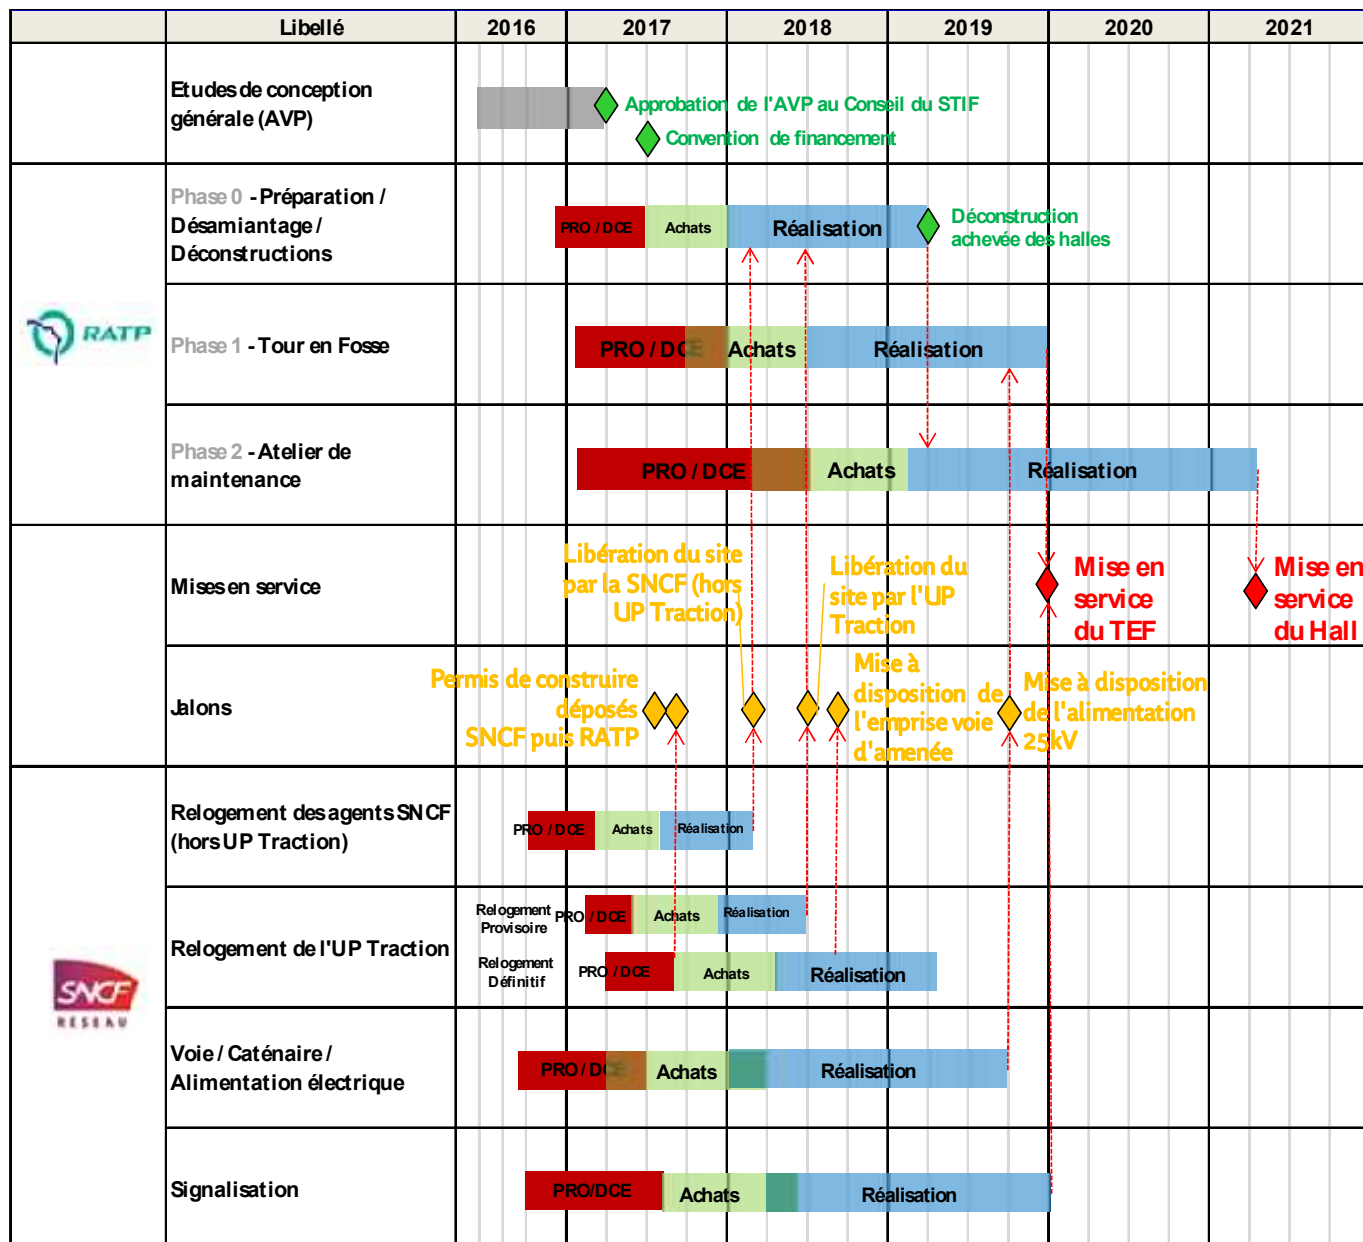 Libellé 2016 2017 2018 2019 2020 2021
Etudes de conception
générale (AVP)
Approbation de l'AVP au Conseil du STIF
Convention de financement
RATP
Phase 0 - Préparation /
Désamiantage /
Déconstructions
PRO / DCE Achats Réalisation
Déconstruction
achevée des halles
Phase 1 - Tour en Fosse
PRO / DCE Achats Réalisation
Phase 2 - Atelier de
maintenance
PRO / DCE Achats Réalisation
Mises en service
Libération du site
par la SNCF (hors
UP Traction)
Libération du
site par l'UP
Traction
Mise en
service
du TEF
Mise en
service
du Hall
Jalons
Permis de construire
déposés
SNCF puis RATP
Mise à
disposition de
l'emprise voie
d'amenée
Mise à disposition
de l'alimentation
25kV
SNCF
RÉSEAU
Relogement des agents SNCF
(hors UP Traction)
PRO / DCE Achats Réalisation
Relogement de l'UP Traction
Relogement
Provisoire
PRO / DCE Achats Réalisation
Relogement
Définitif
PRO / DCE Achats Réalisation
Voie / Caténaire /
Alimentation électrique
PRO / DCE Achats Réalisation
Signalisation
PRO/DCE Achats Réalisation